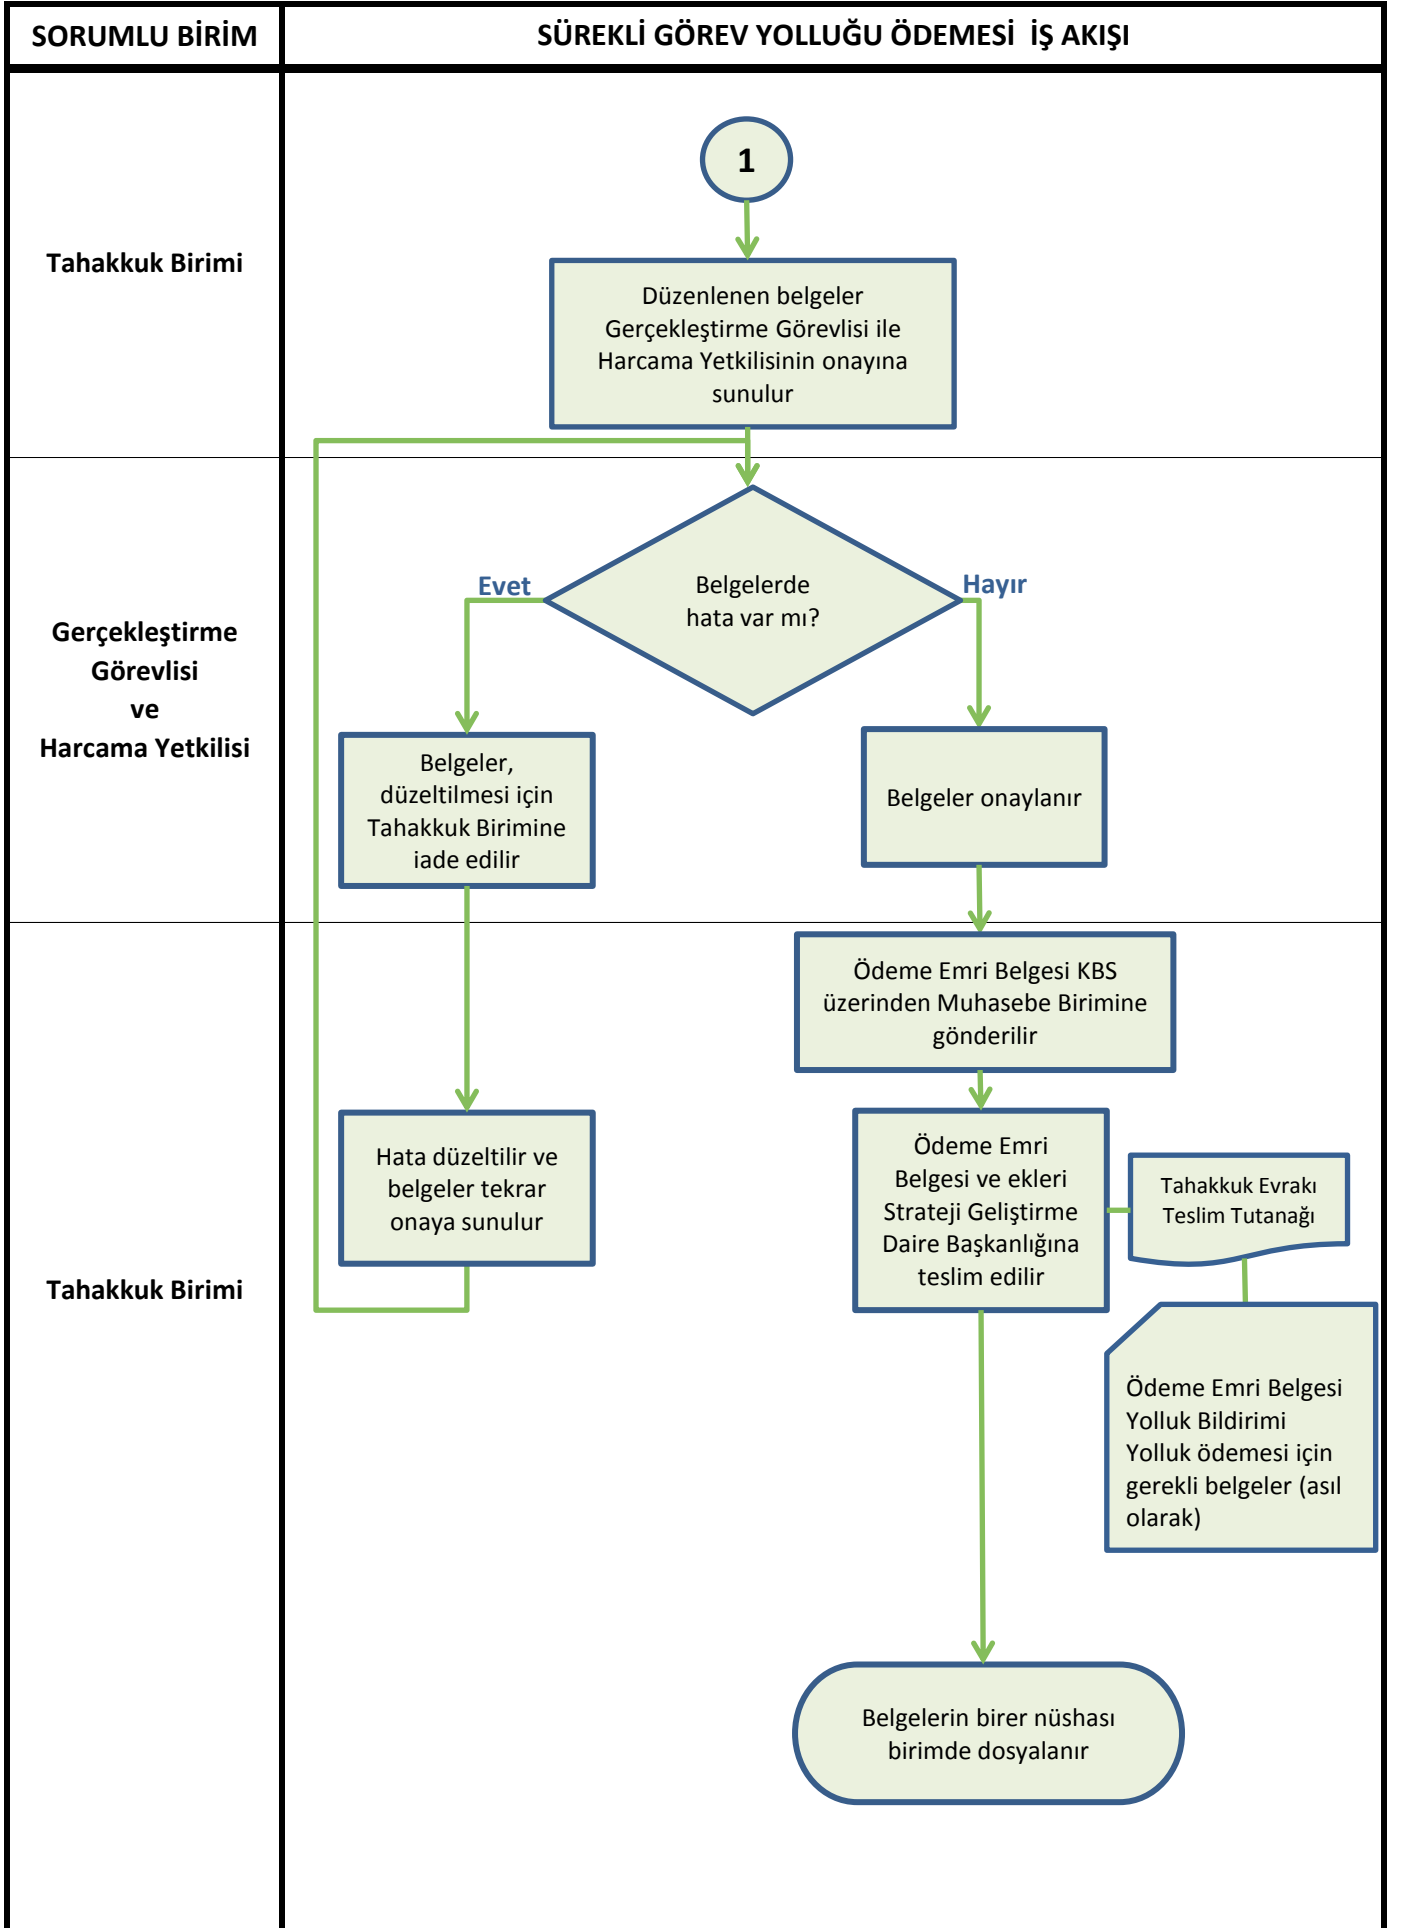 SORUMLU BİRİM
SÜREKLİ GÖREV YOLLUĞU ÖDEMESİ İŞ AKIŞI
1
Tahakkuk Birimi
Düzenlenen belgeler
Gerçekleştirme Görevlisi ile
Harcama Yetkilisinin onayına
sunulur
Gerçekleştirme
Görevlisi
ve
Harcama Yetkilisi
Belgelerde
hata var mı?
Evet
Hayır
Belgeler,
düzeltilmesi için
Tahakkuk Birimine
iade edilir
Belgeler onaylanır
Tahakkuk Birimi
Ödeme Emri Belgesi KBS
üzerinden Muhasebe Birimine
gönderilir
Hata düzeltilir ve
belgeler tekrar
onaya sunulur
Ödeme Emri
Belgesi ve ekleri
Strateji Geliştirme
Daire Başkanlığına
teslim edilir
Tahakkuk Evrakı
Teslim Tutanağı
Ödeme Emri Belgesi
Yolluk Bildirimi
Yolluk ödemesi için
gerekli belgeler (asıl
olarak)
Belgelerin birer nüshası
birimde dosyalanır